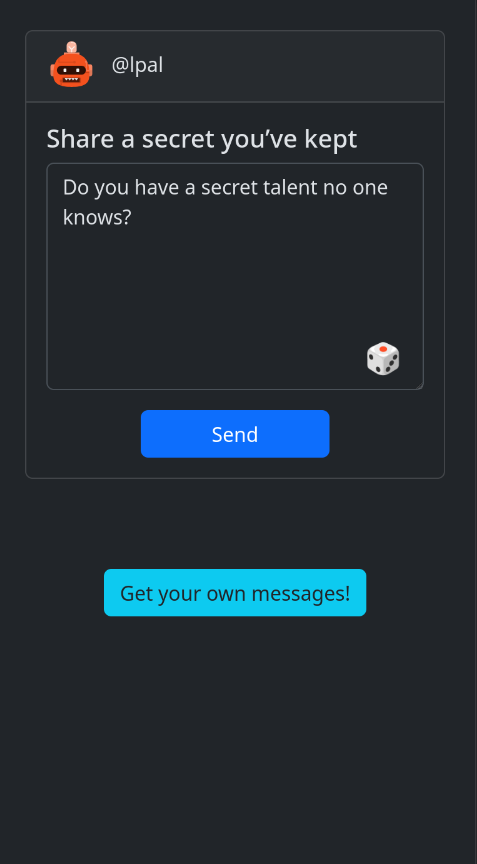 @lpal
Share a secret you’ve kept
Do you have a secret talent no one
knows?
Send
Get your own messages!